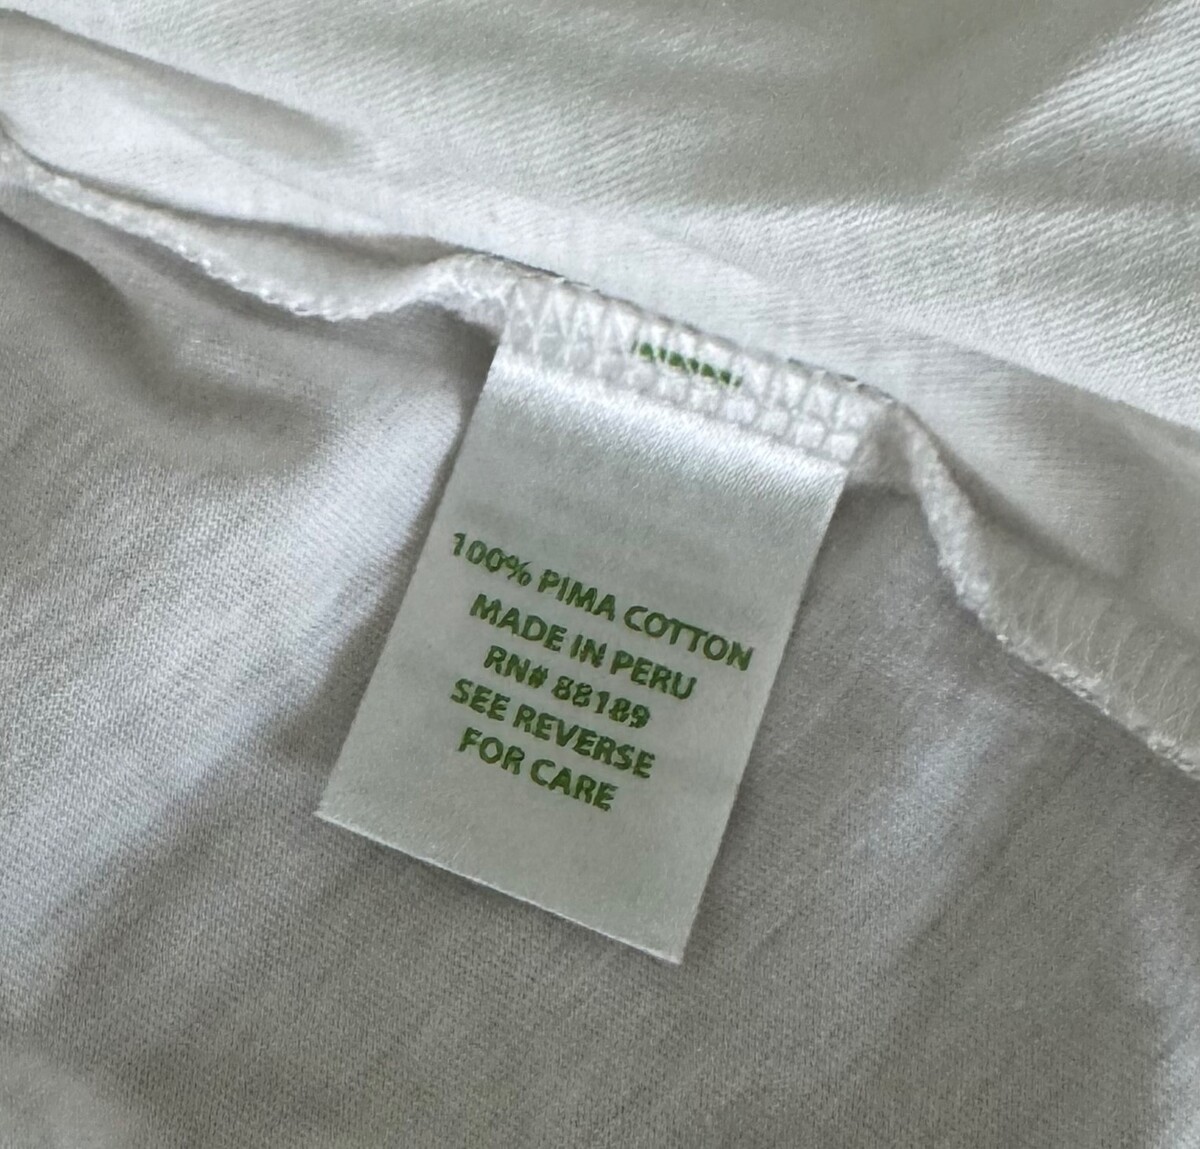 100% PIMA COTTON
MADE IN PERU
RN# 88189
SEE REVERSE
FOR CARE